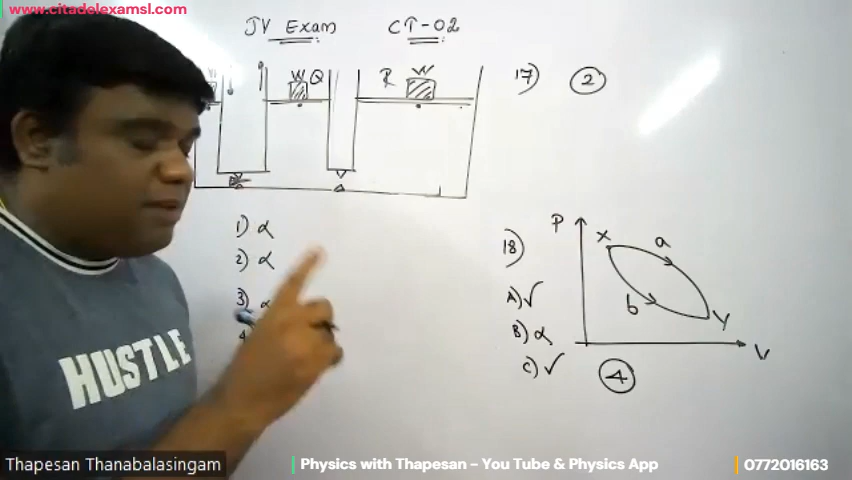 www.citadelexamsl.com
JV Exam CT-02
W Q
R W
17) 2
1) α
2) α
3) α
4
18)
P
X
a
b
Y
V
A) √
B) α
C) √
4
HUSTLE
Thapesan Thanabalasingam
Physics with Thapesan - You Tube & Physics App
0772016163